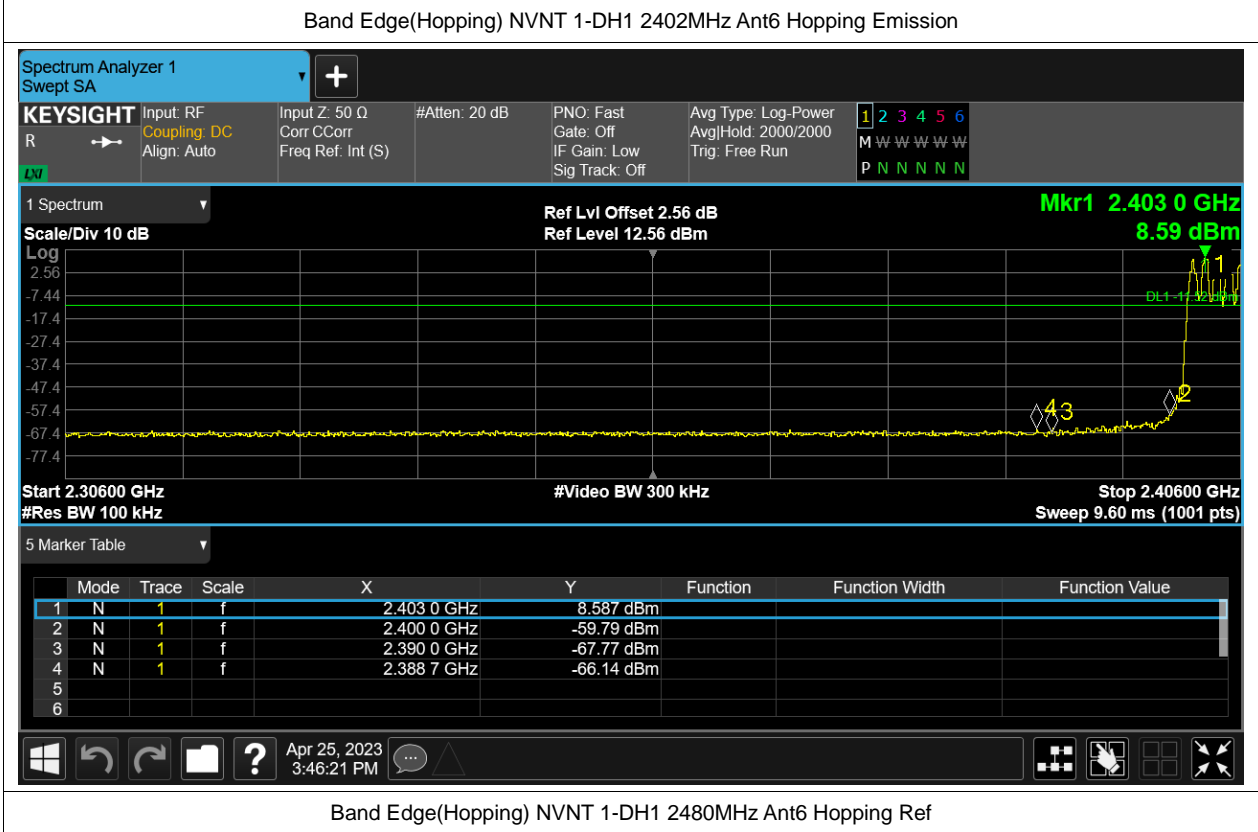 Band Edge(Hopping) NVNT 1-DH1 2402MHz Ant6 Hopping Emission
Spectrum Analyzer 1
Swept SA
KEYSIGHT
R
LXI
Input: RF
Coupling: DC
Align: Auto
Input Z: 50 Ω
Corr CCorr
Freq Ref: Int (S)
#Atten: 20 dB
PNO: Fast
Gate: Off
IF Gain: Low
Sig Track: Off
Avg Type: Log-Power
Avg|Hold: 2000/2000
Trig: Free Run
1 2 3 4 5 6
M W W W W W
P N N N N N
1 Spectrum
Scale/Div 10 dB
Ref Lvl Offset 2.56 dB
Ref Level 12.56 dBm
Mkr1 2.403 0 GHz
8.59 dBm
Log
2.56
-7.44
-17.4
-27.4
-37.4
-47.4
-57.4
-67.4
-77.4
1
DL1 -11.52 dBm
2
4 3
Start 2.30600 GHz #Video BW 300 kHz Stop 2.40600 GHz
#Res BW 100 kHz Sweep 9.60 ms (1001 pts)
5 Marker Table
Mode Trace Scale X Y Function Function Width Function Value
1 N 1 f 2.403 0 GHz 8.587 dBm
2 N 1 f 2.400 0 GHz -59.79 dBm
3 N 1 f 2.390 0 GHz -67.77 dBm
4 N 1 f 2.388 7 GHz -66.14 dBm
5
6
?
Apr 25, 2023
3:46:21 PM
Band Edge(Hopping) NVNT 1-DH1 2480MHz Ant6 Hopping Ref